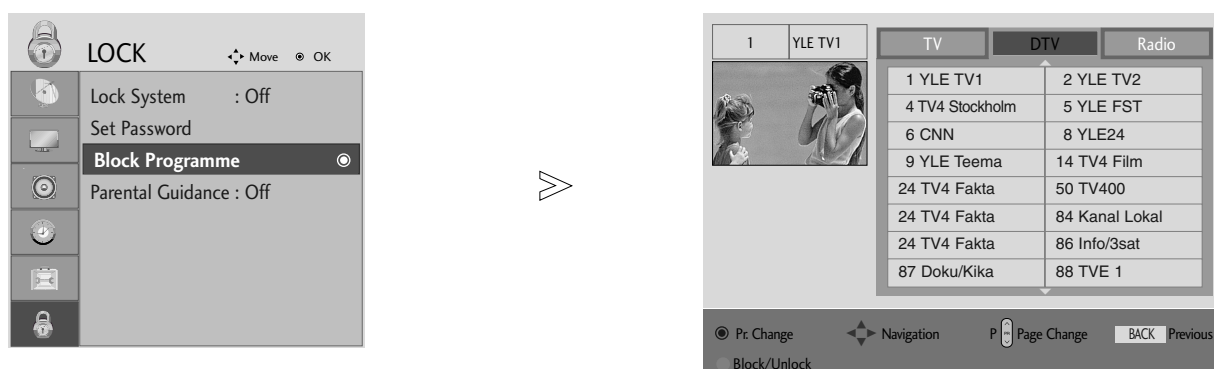 LOCK
Move OK
Lock System : Off
Set Password
Block Programme
Parental Guidance : Off
1 YLE TV1
TV DTV Radio
1 YLE TV1 2 YLE TV2
4 TV4 Stockholm 5 YLE FST
6 CNN 8 YLE24
9 YLE Teema 14 TV4 Film
24 TV4 Fakta 50 TV400
24 TV4 Fakta 84 Kanal Lokal
24 TV4 Fakta 86 Info/3sat
87 Doku/Kika 88 TVE 1
Pr. Change Navigation P Page Change BACK Previous
Block/Unlock